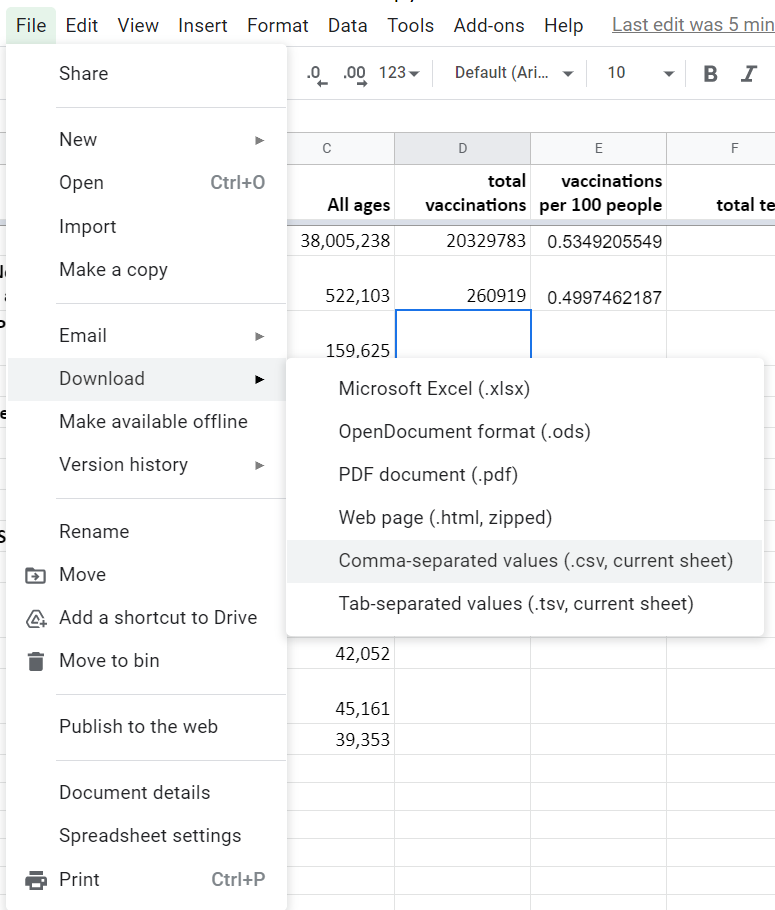 File Edit View Insert Format Data Tools Add-ons Help Last edit was 5 min
.0 .00 123 Default (Ari... 10 B I
Share
New
Open Ctrl+O
Import
Make a copy
Email
Download
Make available offline
Version history
Rename
Move
Add a shortcut to Drive
Move to bin
Publish to the web
Document details
Spreadsheet settings
Print Ctrl+P
Microsoft Excel (.xlsx)
OpenDocument format (.ods)
PDF document (.pdf)
Web page (.html, zipped)
Comma-separated values (.csv, current sheet)
Tab-separated values (.tsv, current sheet)
C D E F
total vaccinations
All ages vaccinations per 100 people total te
38,005,238 20329783 0.5349205549
522,103 260919 0.4997462187
159,625
42,052
45,161
39,353